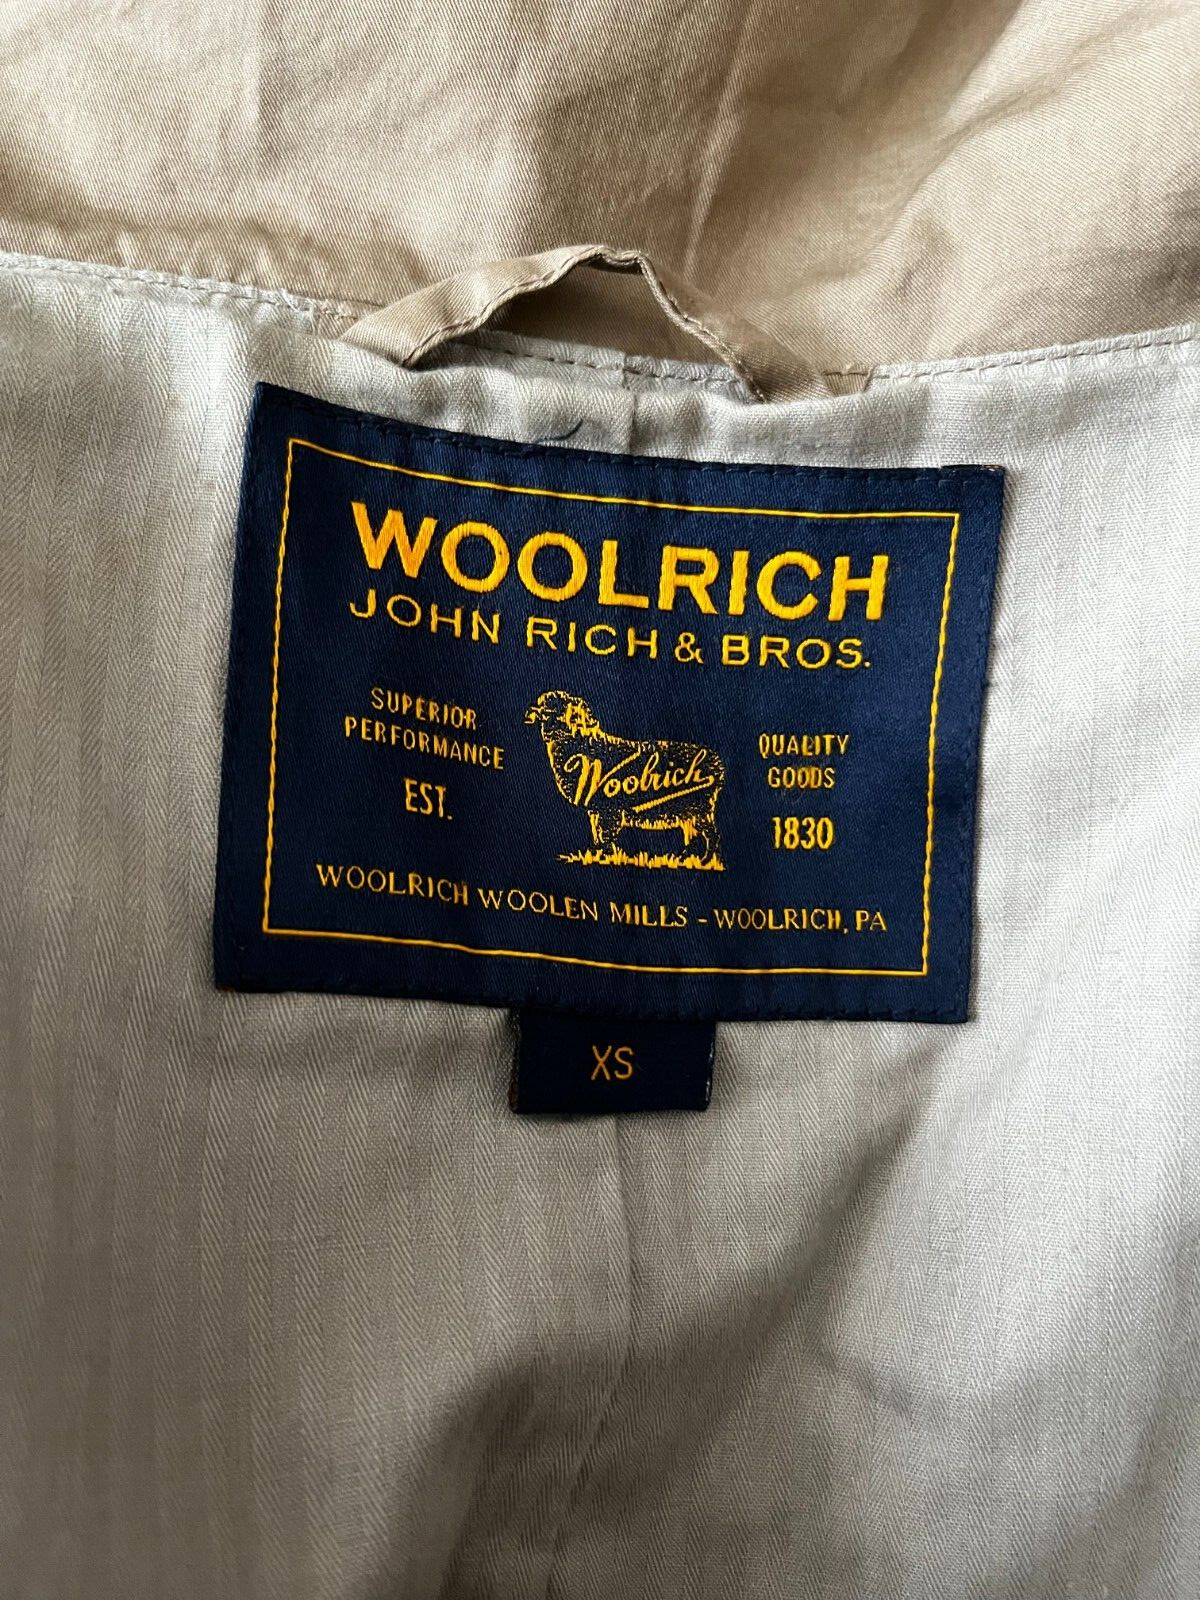 WOOLRICH
JOHN RICH & BROS.
SUPERIOR
PERFORMANCE
EST.
Woolrich
QUALITY
GOODS
1830
WOOLRICH WOOLEN MILLS - WOOLRICH, PA
XS